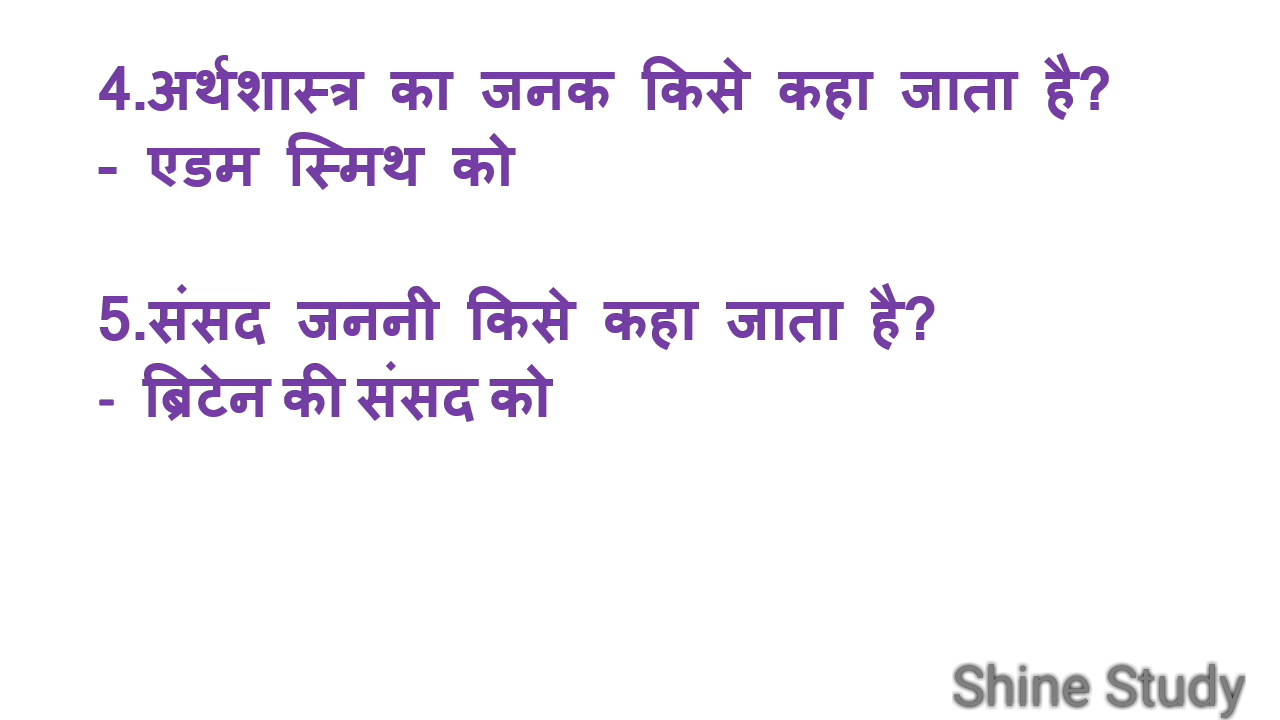 4.अर्थशास्त्र का जनक किसे कहा जाता है?
- एडम स्मिथ को
5.संसद जननी किसे कहा जाता है?
- ब्रिटेन की संसद को
Shine Study